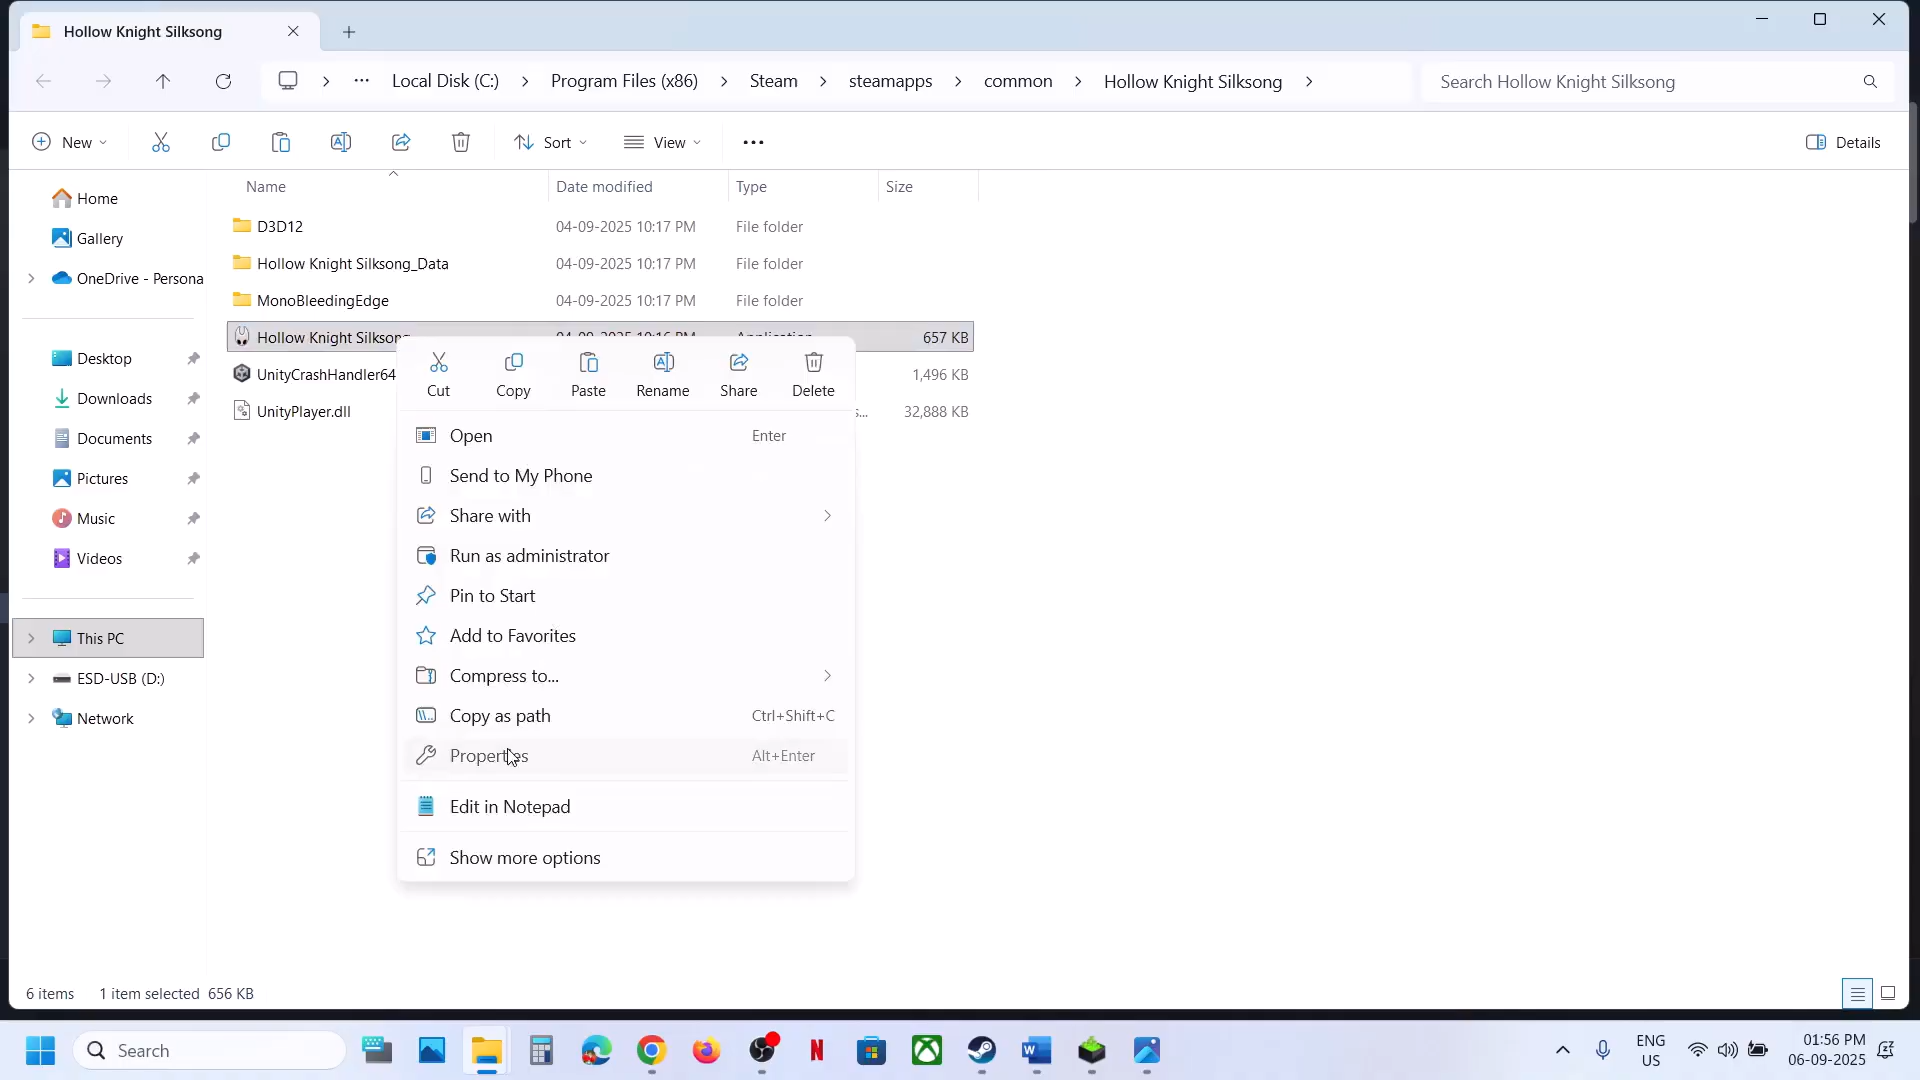 Hollow Knight Silksong
Local Disk (C:) Program Files (x86) Steam steamapps common Hollow Knight Silksong
Search Hollow Knight Silksong
New Sort View Details
Name Date modified Type Size
D3D12 04-09-2025 10:17 PM File folder
Hollow Knight Silksong_Data 04-09-2025 10:17 PM File folder
MonoBleedingEdge 04-09-2025 10:17 PM File folder
Hollow Knight Silksong 04-09-2025 10:16 PM Application 657 KB
UnityCrashHandler64 1,496 KB
UnityPlayer.dll s... 32,888 KB
Home
Gallery
OneDrive - Persona
Desktop
Downloads
Documents
Pictures
Music
Videos
This PC
ESD-USB (D:)
Network
Cut Copy Paste Rename Share Delete
Open Enter
Send to My Phone
Share with
Run as administrator
Pin to Start
Add to Favorites
Compress to...
Copy as path Ctrl+Shift+C
Properties Alt+Enter
Edit in Notepad
Show more options
6 items 1 item selected 656 KB
Search
ENG
US
01:56 PM
06-09-2025